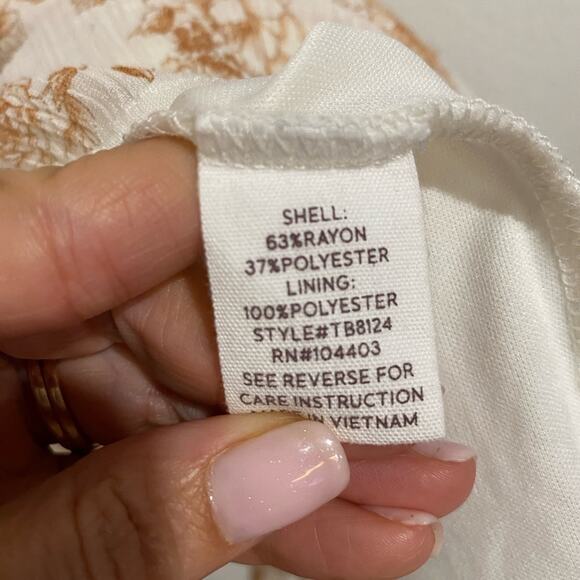 SHELL:
63%RAYON
37%POLYESTER
LINING:
100%POLYESTER
STYLE#TB8124
RN#104403
SEE REVERSE FOR
CARE INSTRUCTION
IN VIETNAM